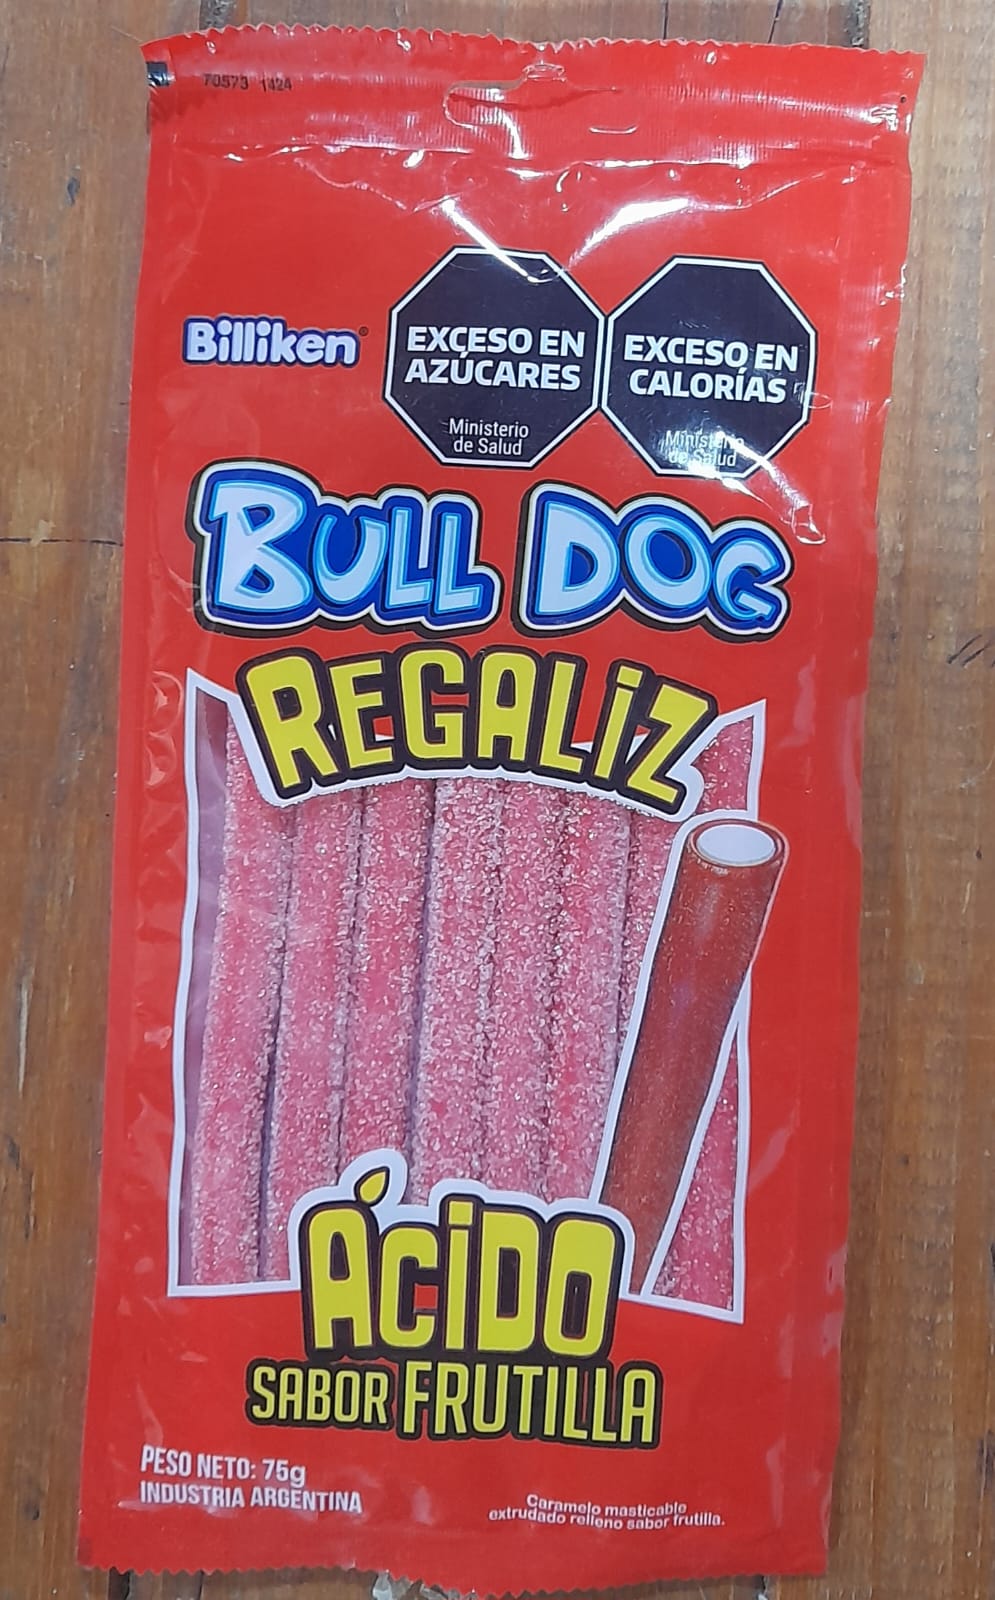 70573 1424
Billiken®
EXCESO EN
AZÚCARES
Ministerio
de Salud
EXCESO EN
CALORÍAS
Ministerio
de Salud
BULL DOG
REGALIZ
ÁCIDO
SABOR FRUTILLA
PESO NETO: 75g
INDUSTRIA ARGENTINA
Caramelo masticable
extrudado relleno sabor frutilla.